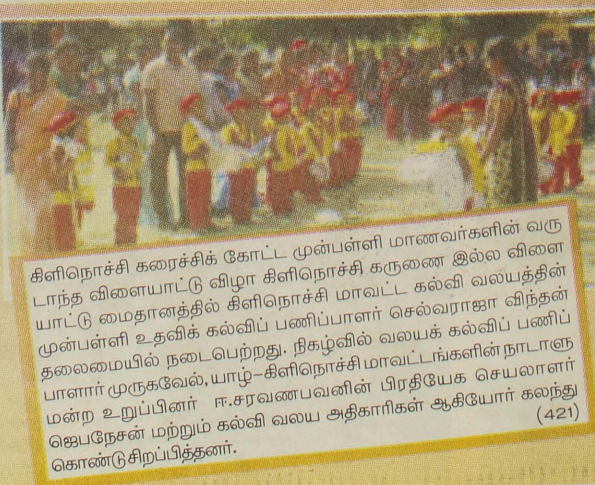 கிளிநொச்சி கரைச்சிக் கோட்ட முன்பள்ளி மாணவர்களின் வரு
டாந்த விளையாட்டு விழா கிளிநொச்சி கருணை இல்ல விளை
யாட்டு மைதானத்தில் கிளிநொச்சி மாவட்ட கல்வி வலயத்தின்
முன்பள்ளி உதவிக் கல்விப் பணிப்பாளர் செல்வராஜா விந்தன்
தலைமையில் நடைபெற்றது. நிகழ்வில் வலயக் கல்விப் பணிப்
பாளார் முருகவேல், யாழ்–கிளிநொச்சி மாவட்டங்களின் நாடாளு
மன்ற உறுப்பினர் ஈ.சரவணபவனின் பிரதியேக செயலாளர்
ஜெபநேசன் மற்றும் கல்வி வலய அதிகாரிகள் ஆகியோர் கலந்து
கொண்டுசிறப்பித்தனர். (421)